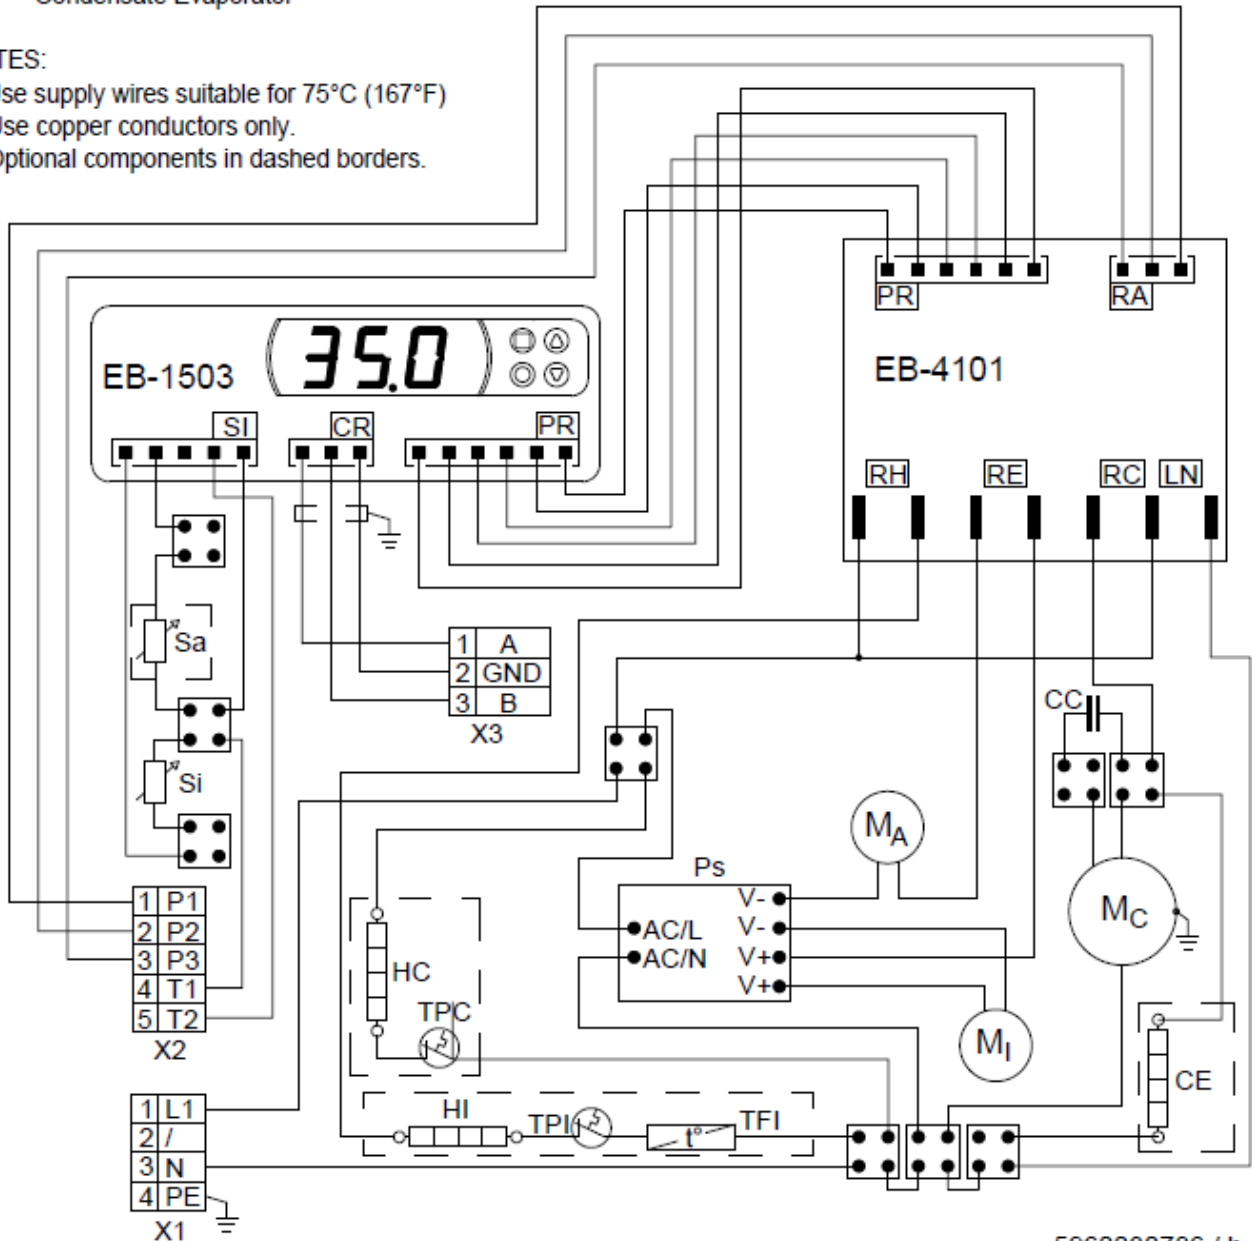 TES:
se supply wires suitable for 75°C (167°F)
se copper conductors only.
ptional components in dashed borders.
PR
RA
EB-4101
EB-1503
35.0
SI
CR
PR
RH
RE
RC
LN
Sa
1 A
2 GND
3 B
X3
CC
Si
MA
Ps
V-
AC/L
V-
AC/N
V+
V+
MC
1 P1
2 P2
3 P3
4 T1
5 T2
X2
HC
TPC
MI
CE
1 L1
2 /
3 N
4 PE
X1
HI
TPI
t°
TFI